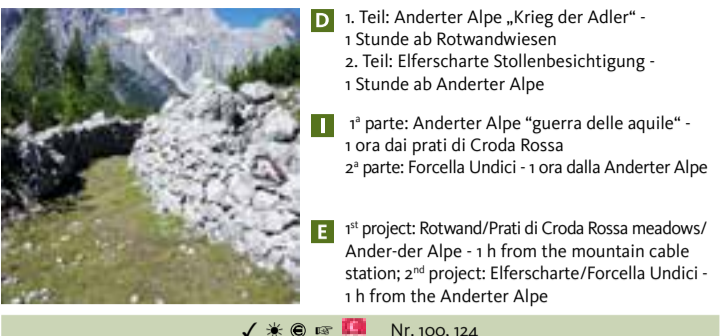 D 1. Teil: Anderter Alpe „Krieg der Adler“ -
1 Stunde ab Rotwandwiesen
2. Teil: Elferscharte Stollenbesichtigung -
1 Stunde ab Anderter Alpe
I 1ª parte: Anderter Alpe “guerra delle aquile“ -
1 ora dai prati di Croda Rossa
2ª parte: Forcella Undici - 1 ora dalla Anderter Alpe
E 1st project: Rotwand/Prati di Croda Rossa meadows/
Ander-der Alpe - 1 h from the mountain cable
station; 2nd project: Elferscharte/Forcella Undici -
1 h from the Anderter Alpe
✓ ☀ € ☞ Nr. 100, 124